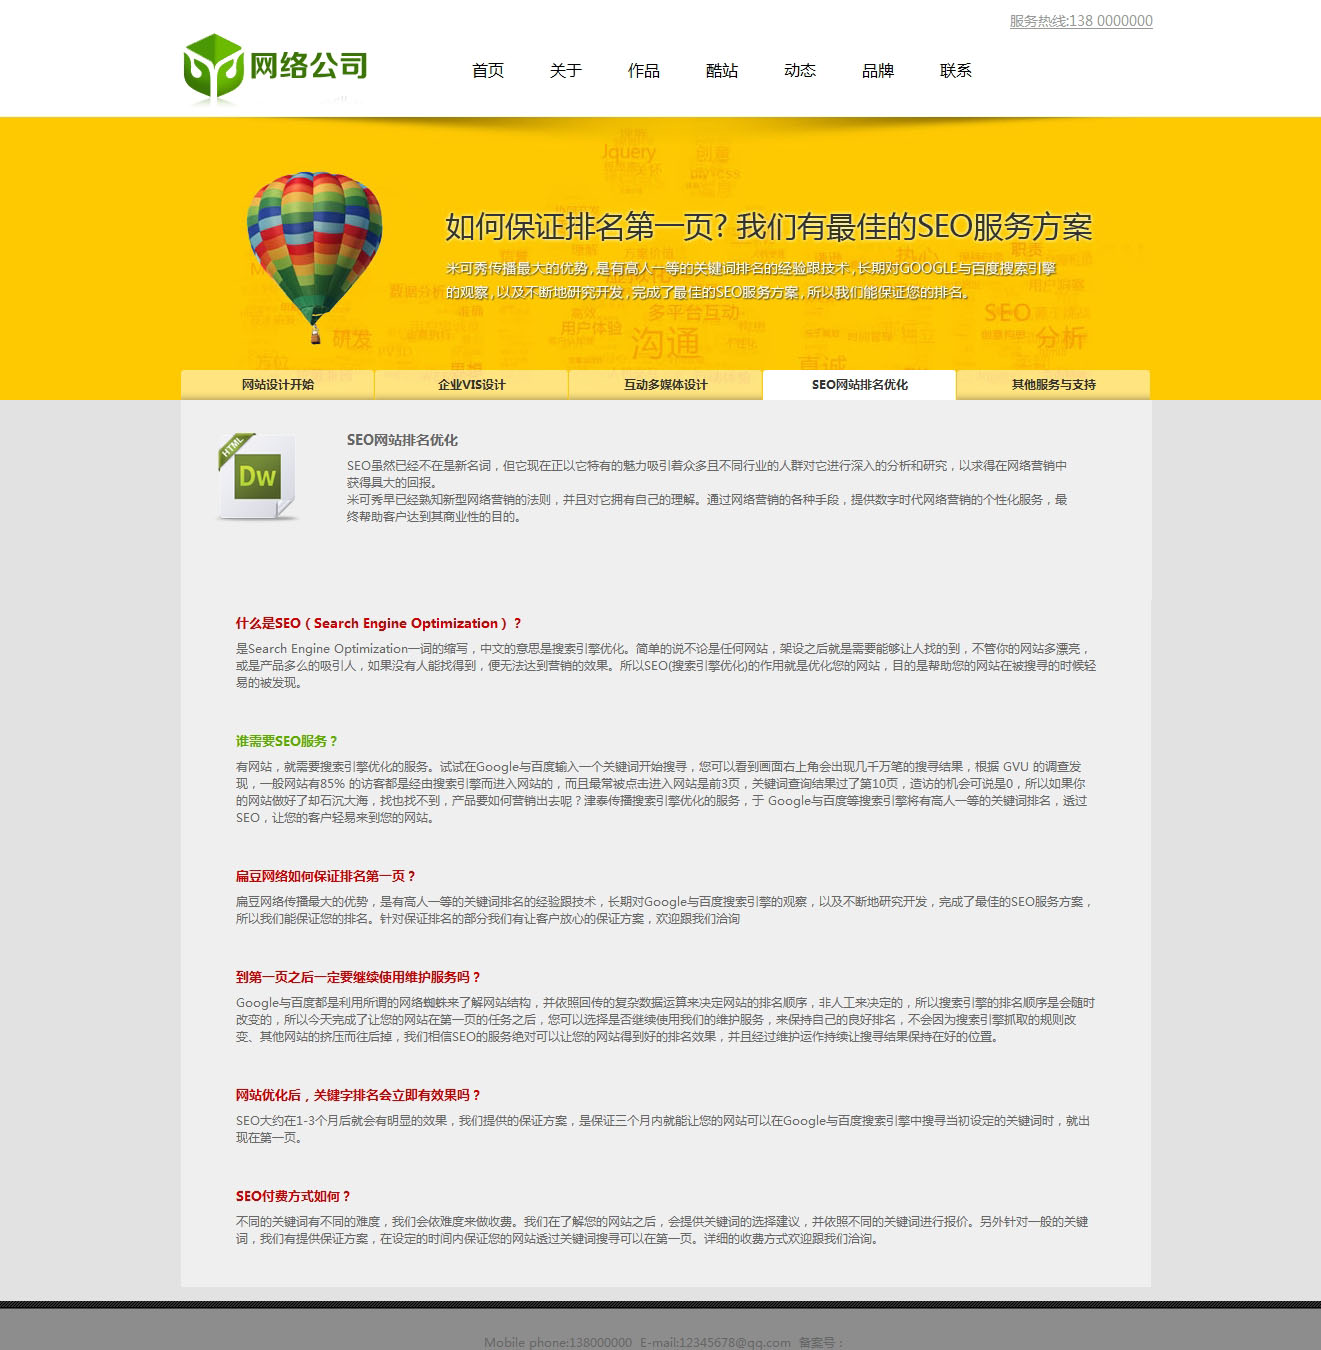 服务热线:138 0000000
网络公司
首页 关于 作品 酷站 动态 品牌 联系
Jquery 创意
div+css
如何保证排名第一页? 我们有最佳的SEO服务方案
热心 职责
米可秀传播最大的优势,是有高人一等的关键词排名的经验跟技术,长期对GOOGLE与百度搜索引擎
的观察,以及不断地研究开发,完成了最佳的SEO服务方案,所以我们能保证您的排名。
数据分析
多平台互动
SEO
用户体验
沟通
研发
分析
方位
真诚
思想
网站设计开始 企业VIS设计 互动多媒体设计 SEO网站排名优化 其他服务与支持
HTML
Dw
SEO网站排名优化
SEO虽然已经不在是新名词，但它现在正以它特有的魅力吸引着众多且不同行业的人群对它进行深入的分析和研究，以求得在网络营销中
获得具大的回报。
米可秀早已经熟知新型网络营销的法则，并且对它拥有自己的理解。通过网络营销的各种手段，提供数字时代网络营销的个性化服务，最
终帮助客户达到其商业性的目的。
什么是SEO（Search Engine Optimization）？
是Search Engine Optimization一词的缩写，中文的意思是搜索引擎优化。简单的说不论是任何网站，架设之后就是需要能够让人找的到，不管你的网站多漂亮，
或是产品多么的吸引人，如果没有人能找得到，便无法达到营销的效果。所以SEO(搜索引擎优化)的作用就是优化您的网站，目的是帮助您的网站在被搜寻的时候轻
易的被发现。
谁需要SEO服务？
有网站，就需要搜索引擎优化的服务。试试在Google与百度输入一个关键词开始搜寻，您可以看到画面右上角会出现几千万笔的搜寻结果，根据 GVU 的调查发
现，一般网站有85% 的访客都是经由搜索引擎而进入网站的，而且最常被点击进入网站是前3页，关键词查询结果过了第10页，造访的机会可说是0，所以如果你
的网站做好了却石沉大海，找也找不到，产品要如何营销出去呢？津泰传播搜索引擎优化的服务，于 Google与百度等搜索引擎将有高人一等的关键词排名，透过
SEO，让您的客户轻易来到您的网站。
扁豆网络如何保证排名第一页？
扁豆网络传播最大的优势，是有高人一等的关键词排名的经验跟技术，长期对Google与百度搜索引擎的观察，以及不断地研究开发，完成了最佳的SEO服务方案，
所以我们能保证您的排名。针对保证排名的部分我们有让客户放心的保证方案，欢迎跟我们洽询
到第一页之后一定要继续使用维护服务吗？
Google与百度都是利用所谓的网络蜘蛛来了解网站结构，并依照回传的复杂数据运算来决定网站的排名顺序，非人工来决定的，所以搜索引擎的排名顺序是会随时
改变的，所以今天完成了让您的网站在第一页的任务之后，您可以选择是否继续使用我们的维护服务，来保持自己的良好排名，不会因为搜索引擎抓取的规则改
变、其他网站的挤压而往后掉，我们相信SEO的服务绝对可以让您的网站得到好的排名效果，并且经过维护运作持续让搜寻结果保持在好的位置。
网站优化后，关键字排名会立即有效果吗？
SEO大约在1-3个月后就会有明显的效果，我们提供的保证方案，是保证三个月内就能让您的网站可以在Google与百度搜索引擎中搜寻当初设定的关键词时，就出
现在第一页。
SEO付费方式如何？
不同的关键词有不同的难度，我们会依难度来做收费。我们在了解您的网站之后，会提供关键词的选择建议，并依照不同的关键词进行报价。另外针对一般的关键
词，我们有提供保证方案，在设定的时间内保证您的网站透过关键词搜寻可以在第一页。详细的收费方式欢迎跟我们洽询。
Mobile phone:138000000 E-mail:12345678@qq.com 备案号：